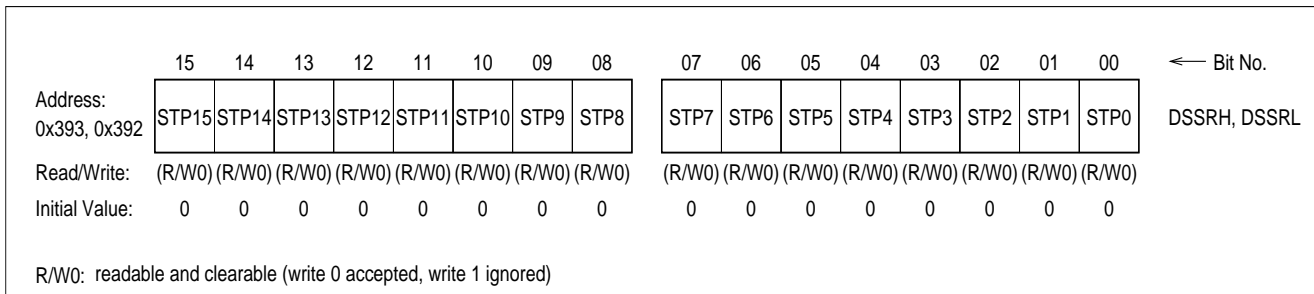 15 14 13 12 11 10 09 08 07 06 05 04 03 02 01 00 ← Bit No.
Address:
0x393, 0x392 STP15 STP14 STP13 STP12 STP11 STP10 STP9 STP8 STP7 STP6 STP5 STP4 STP3 STP2 STP1 STP0 DSSRH, DSSRL
Read/Write: (R/W0) (R/W0) (R/W0) (R/W0) (R/W0) (R/W0) (R/W0) (R/W0) (R/W0) (R/W0) (R/W0) (R/W0) (R/W0) (R/W0) (R/W0) (R/W0)
Initial Value: 0 0 0 0 0 0 0 0 0 0 0 0 0 0 0 0
R/W0: readable and clearable (write 0 accepted, write 1 ignored)